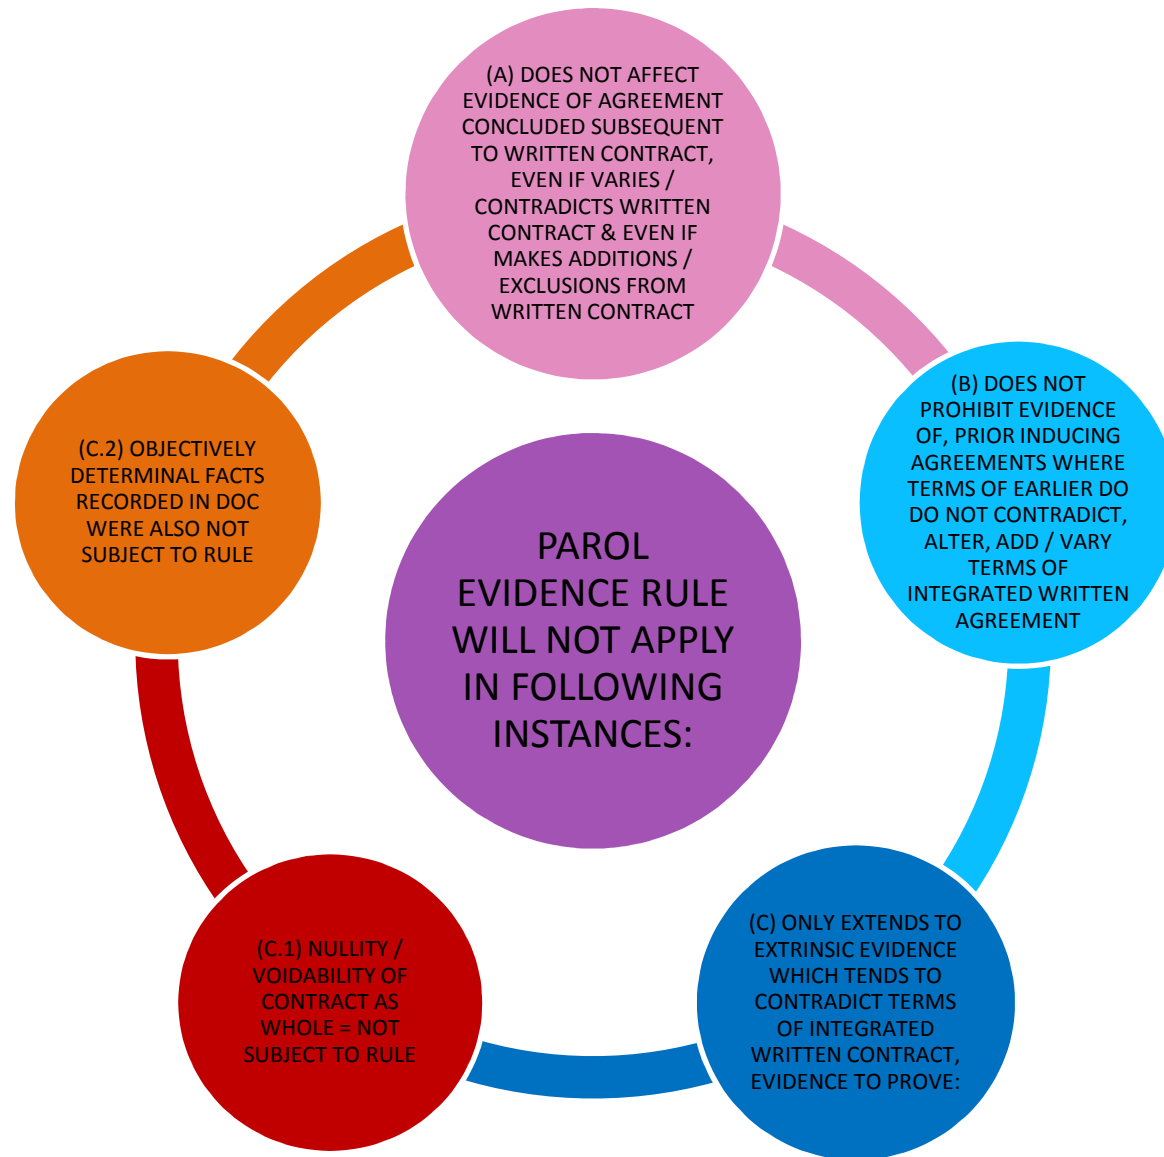 (A) DOES NOT AFFECT
EVIDENCE OF AGREEMENT
CONCLUDED SUBSEQUENT
TO WRITTEN CONTRACT,
EVEN IF VARIES /
CONTRADICTS WRITTEN
CONTRACT & EVEN IF
MAKES ADDITIONS /
EXCLUSIONS FROM
WRITTEN CONTRACT
(B) DOES NOT
PROHIBIT EVIDENCE
OF, PRIOR INDUCING
AGREEMENTS WHERE
TERMS OF EARLIER DO
DO NOT CONTRADICT,
ALTER, ADD / VARY
TERMS OF
INTEGRATED WRITTEN
AGREEMENT
(C) ONLY EXTENDS TO
EXTRINSIC EVIDENCE
WHICH TENDS TO
CONTRADICT TERMS
OF INTEGRATED
WRITTEN CONTRACT,
EVIDENCE TO PROVE:
(C.1) NULLITY /
VOIDABILITY OF
CONTRACT AS
WHOLE = NOT
SUBJECT TO RULE
(C.2) OBJECTIVELY
DETERMINAL FACTS
RECORDED IN DOC
WERE ALSO NOT
SUBJECT TO RULE
PAROL
EVIDENCE RULE
WILL NOT APPLY
IN FOLLOWING
INSTANCES: